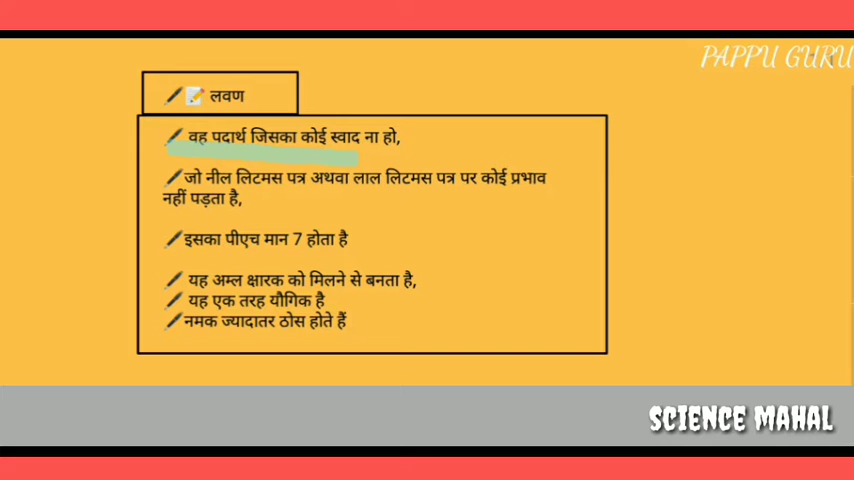 PAPPU GURU
🖋📝 लवण
🖋 वह पदार्थ जिसका कोई स्वाद ना हो,
🖋जो नील लिटमस पत्र अथवा लाल लिटमस पत्र पर कोई प्रभाव
नहीं पड़ता है,
🖋इसका पीएच मान 7 होता है
🖋 यह अम्ल क्षारक को मिलने से बनता है,
🖋 यह एक तरह यौगिक है
🖋नमक ज्यादातर ठोस होते हैं
SCIENCE MAHAL